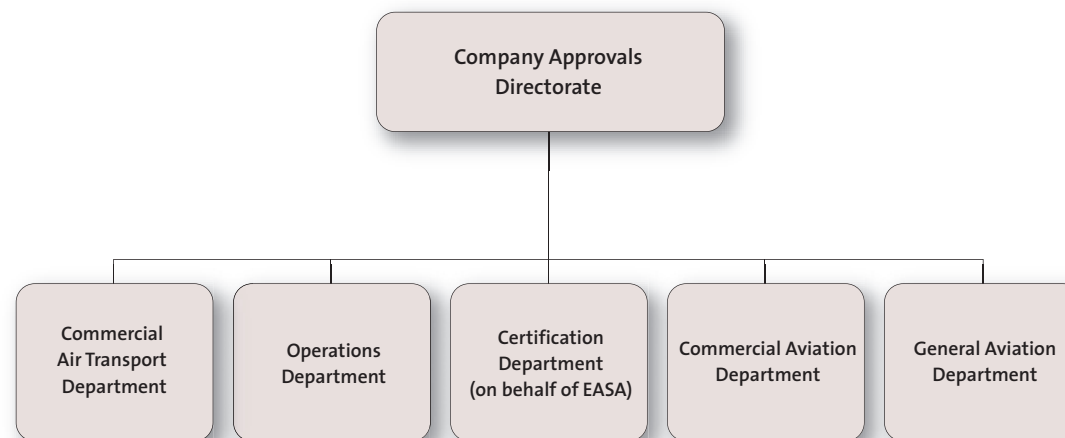 Company Approvals
Directorate
Commercial
Air Transport
Department
Operations
Department
Certification
Department
(on behalf of EASA)
Commercial Aviation
Department
General Aviation
Department